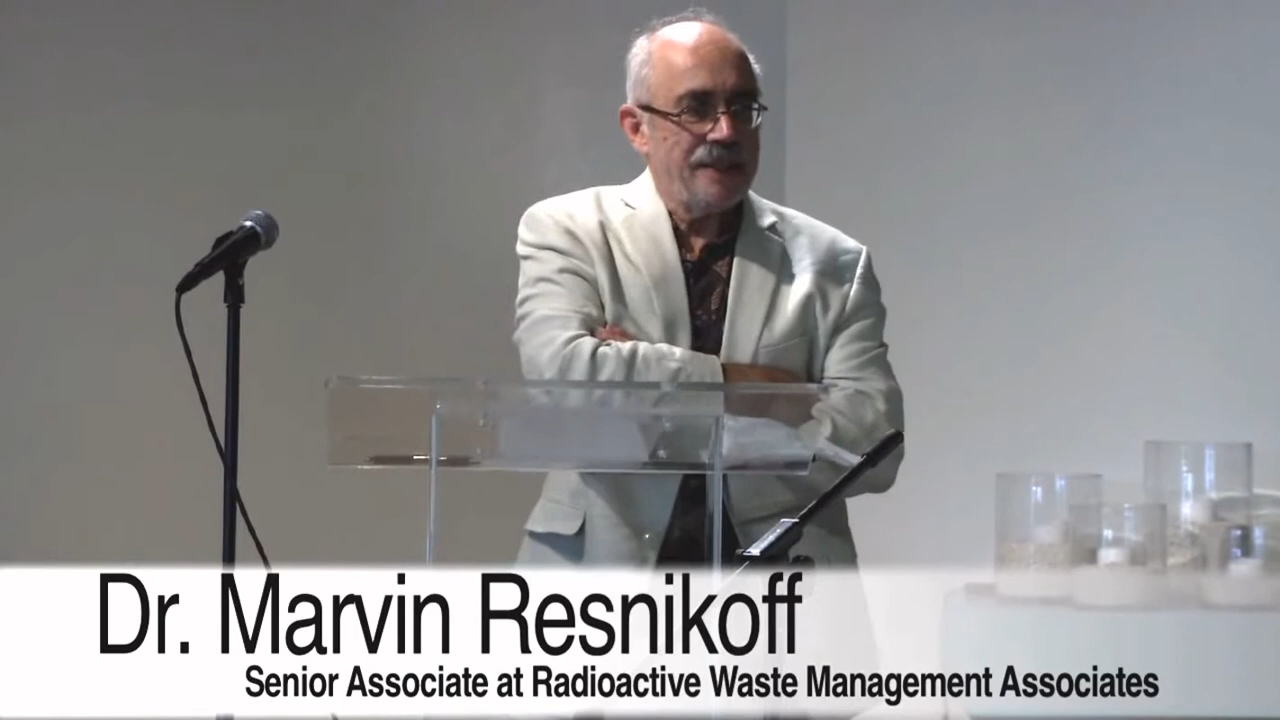 Dr. Marvin Resnikoff
Senior Associate at Radioactive Waste Management Associates